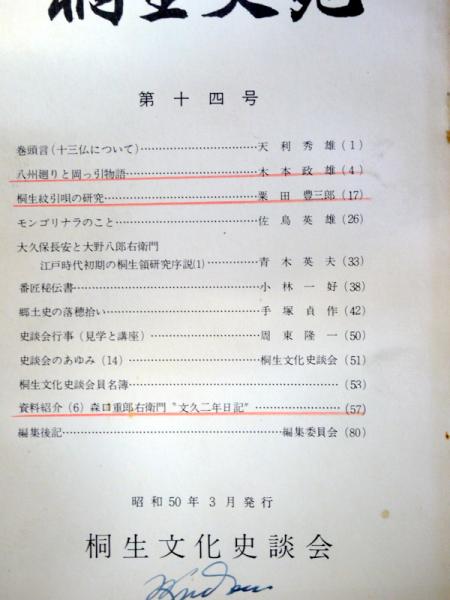 桐生史苑
第十四号
巻頭言(十三仏について)……天利秀雄(1)
八州廻りと岡っ引物語……木本政雄(4)
桐生紋引唄の研究……栗田豊三郎(17)
モンゴリナラのこと……佐鳥英雄(26)
大久保長安と大野八郎右衛門
江戸時代初期の桐生領研究序説(1)……青木英夫(33)
番匠秘伝書……小林一好(38)
郷土史の落穂拾い……手塚貞作(42)
史談会行事(見学と講座)……周東隆一(50)
史談会のあゆみ(14)……桐生文化史談会(51)
桐生文化史談会員名簿……(53)
資料紹介(6)森口重郎右衛門〝文久二年日記〟……(57)
編集後記……編集委員会(80)
昭和50年3月発行
桐生文化史談会